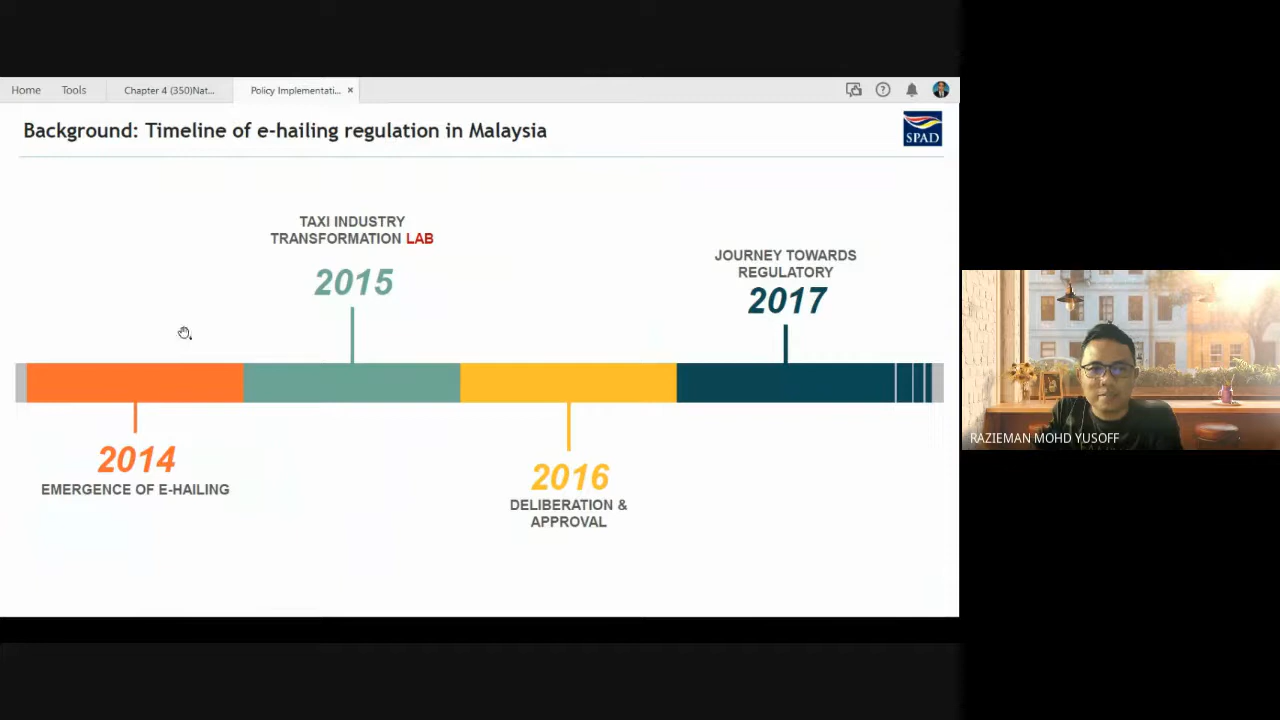 Home Tools Chapter 4 (350)Nat... Policy Implementati...
Background: Timeline of e-hailing regulation in Malaysia
SPAD
TAXI INDUSTRY
TRANSFORMATION LAB
2015
JOURNEY TOWARDS
REGULATORY
2017
2014
EMERGENCE OF E-HAILING
2016
DELIBERATION &
APPROVAL
RAZIEMAN MOHD YUSOFF